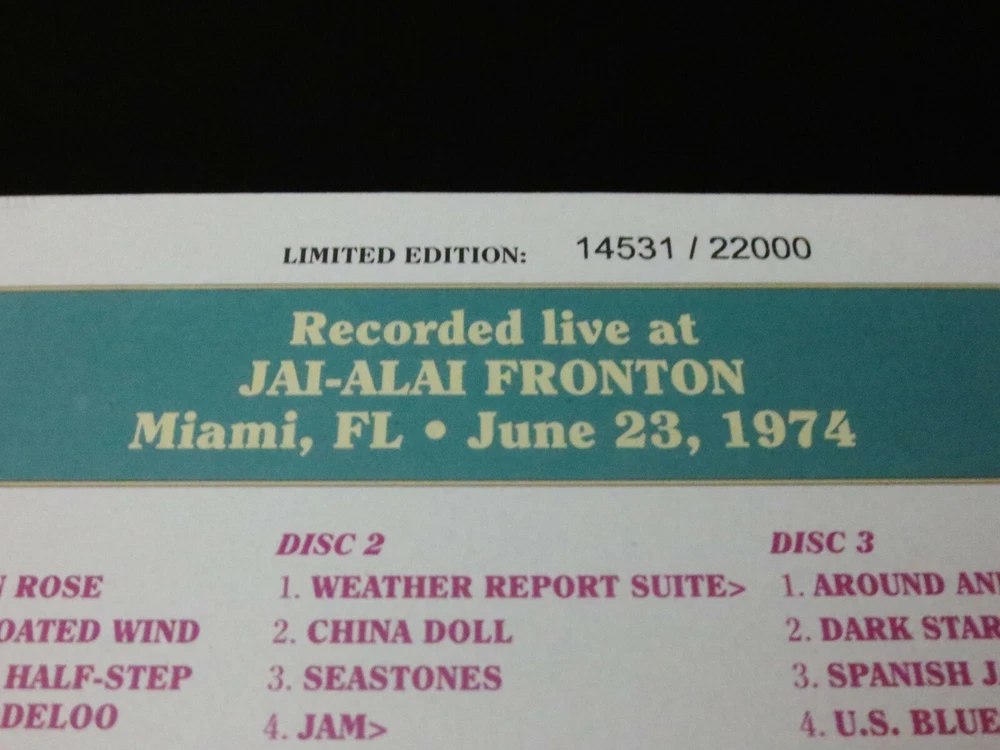 LIMITED EDITION: 14531 / 22000
Recorded live at
JAI-ALAI FRONTON
Miami, FL • June 23, 1974
ROSE
WIND
HALF-STEP
DISC 2
1. WEATHER REPORT SUITE>
2. CHINA DOLL
3. SEASTONES
4. JAM>
DISC 3
1. AROUND
2. DARK STAR
3. SPANISH
4. U.S.